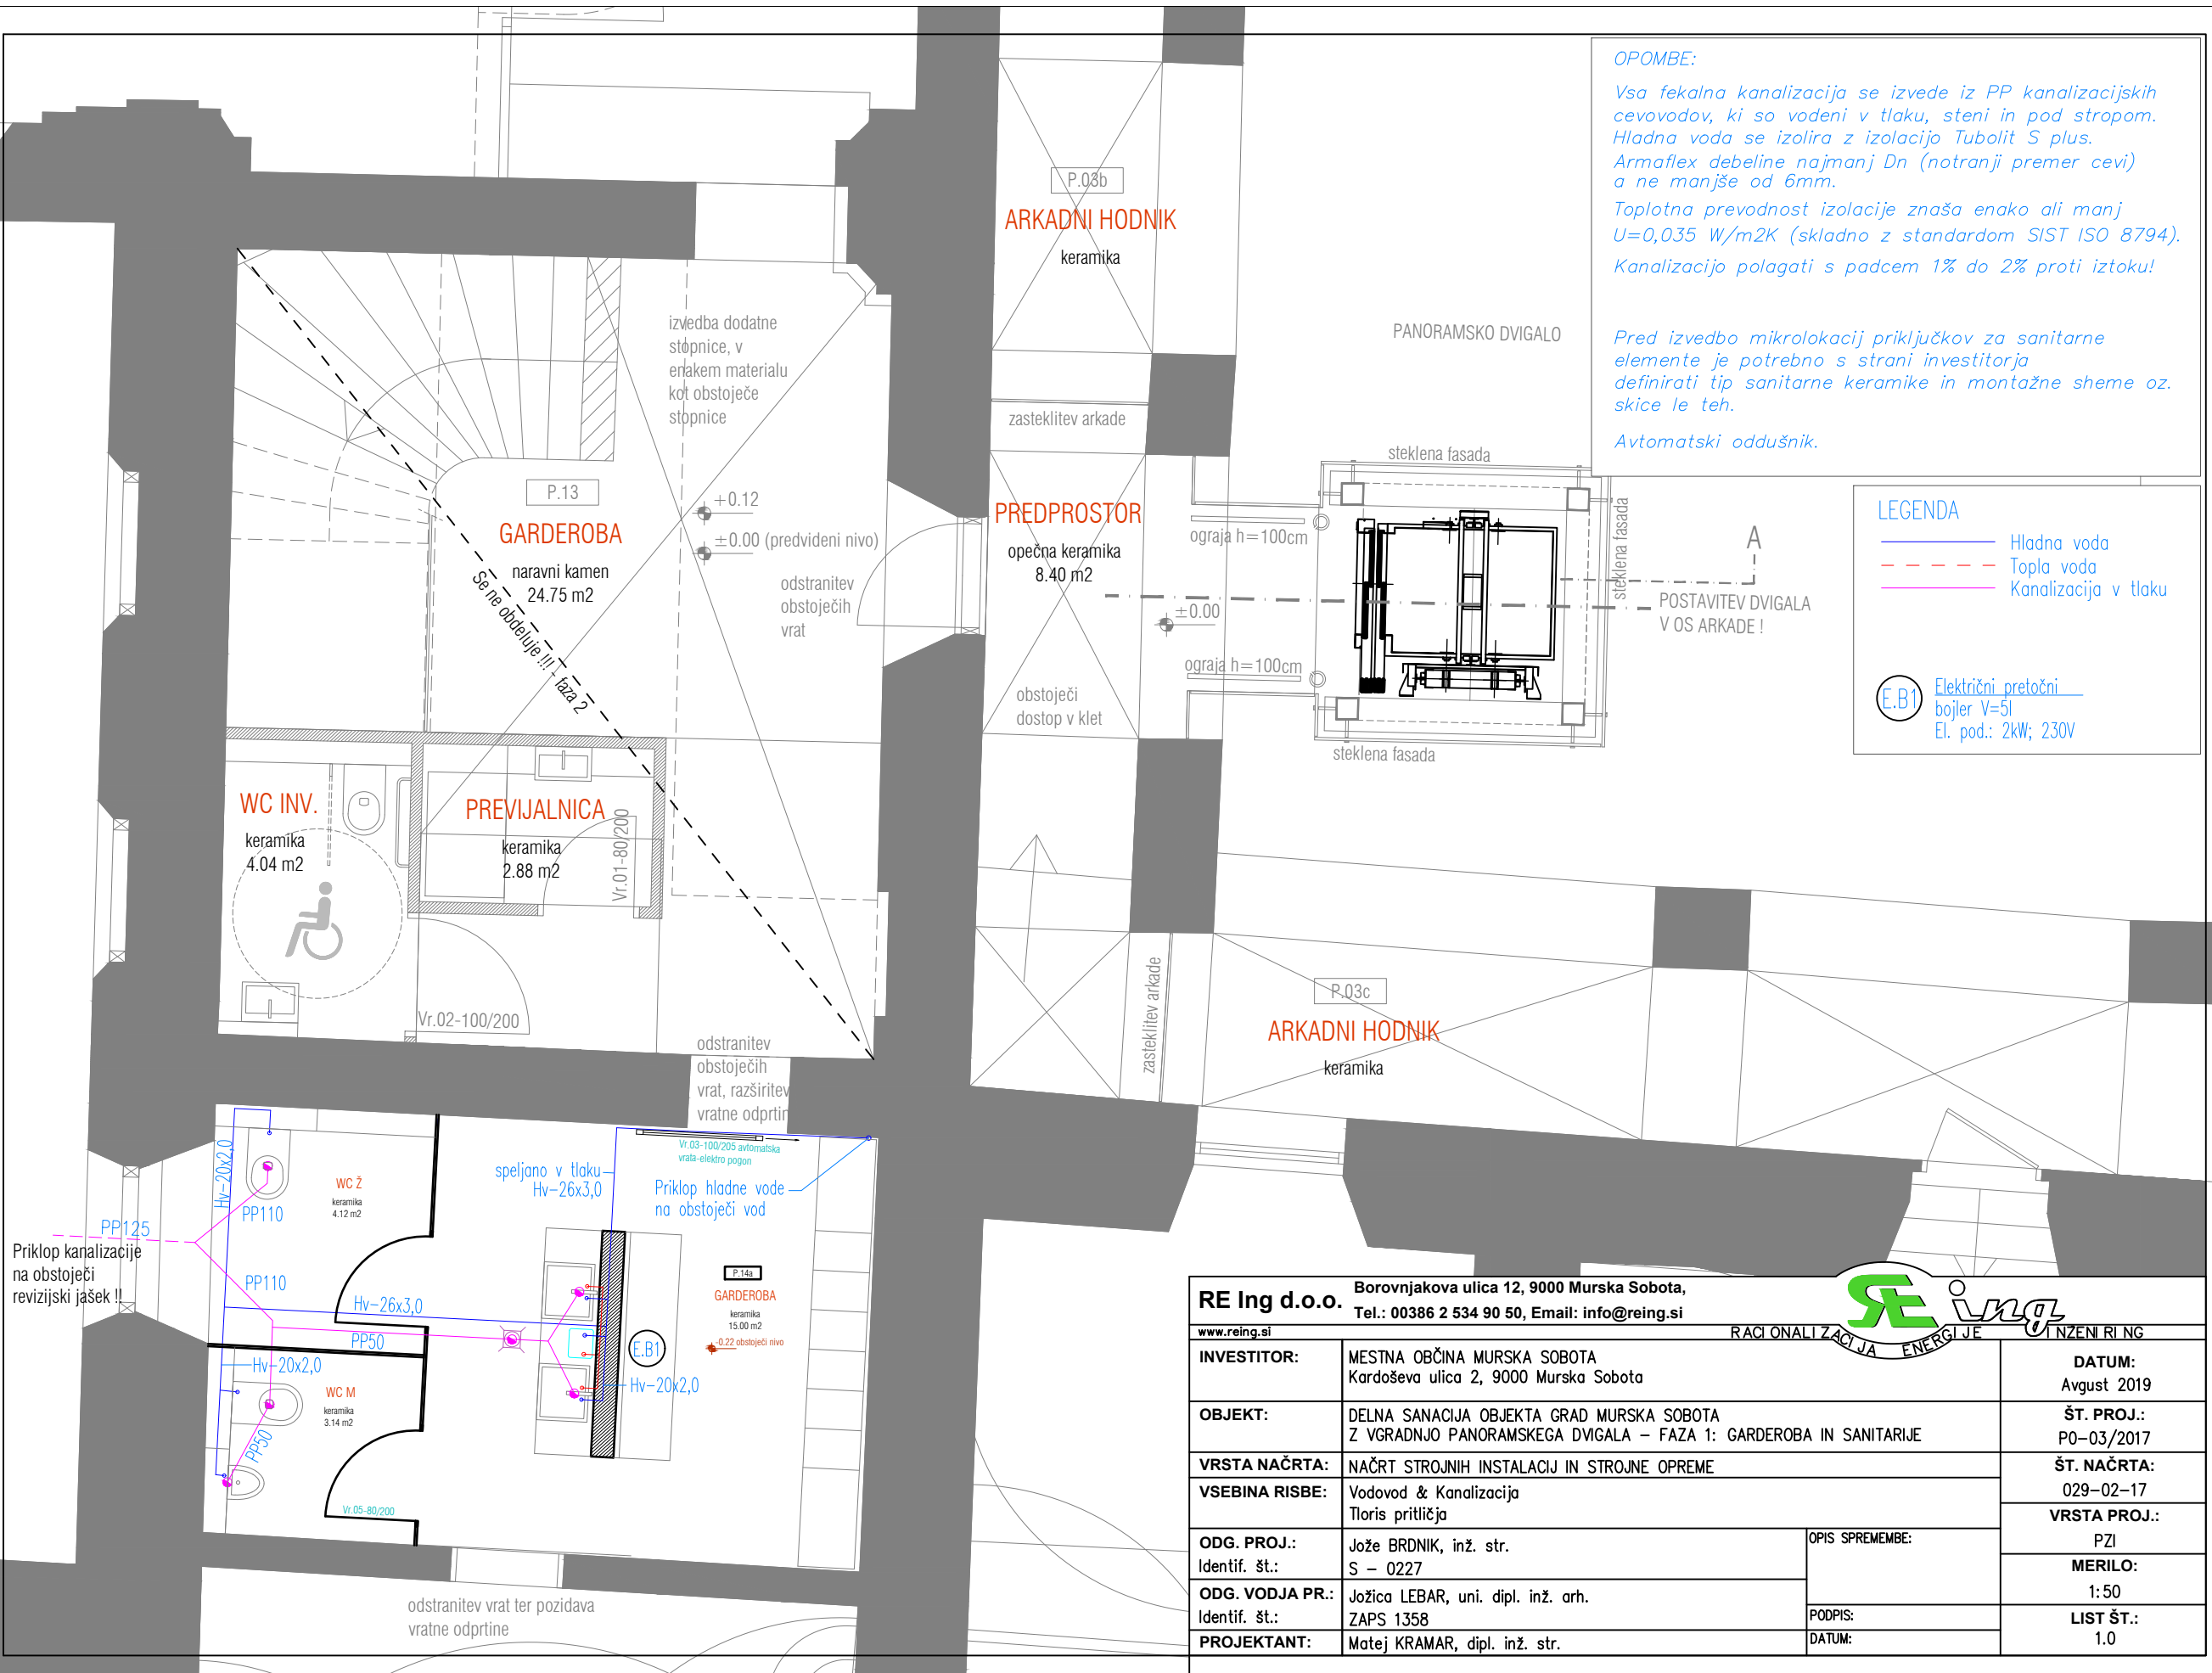 OPOMBE:
Vsa fekalna kanalizacija se izvede iz PP kanalizacijskih
cevovodov, ki so vodeni v tlaku, steni in pod stropom.
Hladna voda se izolira z izolacijo Tubolit S plus.
Armaflex debeline najmanj Dn (notranji premer cevi)
a ne manjše od 6mm.
Toplotna prevodnost izolacije znaša enako ali manj
U=0,035 W/m2K (skladno z standardom SIST ISO 8794).
Kanalizacijo polagati s padcem 1% do 2% proti iztoku!
Pred izvedbo mikrolokacij priključkov za sanitarne
elemente je potrebno s strani investitorja
definirati tip sanitarne keramike in montažne sheme oz.
skice le teh.
Avtomatski oddušnik.
P.03b
ARKADNI HODNIK
keramika
izvedba dodatne
stopnice, v
enakem materialu
kot obstoječe
stopnice
PANORAMSKO DVIGALO
zasteklitev arkade
steklena fasada
P.13
GARDEROBA
naravni kamen
24.75 m2
+0.12
±0.00 (predvideni nivo)
Se ne obdeluje !!! - faza 2
odstranitev
obstoječih
vrat
PREDPROSTOR
opečna keramika
8.40 m2
ograja h=100cm
±0.00
ograja h=100cm
obstoječi
dostop v klet
steklena fasada
A
POSTAVITEV DVIGALA
V OS ARKADE !
steklena fasada
LEGENDA
Hladna voda
Topla voda
Kanalizacija v tlaku
E.B1
Električni pretočni
bojler V=5l
El. pod.: 2kW; 230V
WC INV.
keramika
4.04 m2
PREVIJALNICA
keramika
2.88 m2
Vr.01-80/200
Vr.02-100/200
zasteklitev arkade
P.03c
ARKADNI HODNIK
keramika
odstranitev
obstoječih
vrat, razširitev
vratne odprtin
Vr.03-100/205 avtomatska
vrata-elektro pogon
speljano v tlaku
Hv-26x3,0
Priklop hladne vode
na obstoječi vod
Hv-20x2,0
WC Ž
keramika
4.12 m2
PP110
PP125
Priklop kanalizacije
na obstoječi
revizijski jašek !!
PP110
Hv-26x3,0
PP50
P.14a
GARDEROBA
keramika
15.00 m2
-0.22 obstoječi nivo
E.B1
Hv-20x2,0
Hv-20x2,0
WC M
keramika
3.14 m2
PP50
Vr.05-80/200
odstranitev vrat ter pozidava
vratne odprtine
RE Ing d.o.o.
Borovnjakova ulica 12, 9000 Murska Sobota,
Tel.: 00386 2 534 90 50, Email: info@reing.si
www.reing.si
RE ing
RACIONALIZACIJA ENERGIJE INŽENIRING
INVESTITOR:
MESTNA OBČINA MURSKA SOBOTA
Kardoševa ulica 2, 9000 Murska Sobota
DATUM:
Avgust 2019
OBJEKT:
DELNA SANACIJA OBJEKTA GRAD MURSKA SOBOTA
Z VGRADNJO PANORAMSKEGA DVIGALA – FAZA 1: GARDEROBA IN SANITARIJE
ŠT. PROJ.:
PO-03/2017
VRSTA NAČRTA:
NAČRT STROJNIH INSTALACIJ IN STROJNE OPREME
ŠT. NAČRTA:
029-02-17
VSEBINA RISBE:
Vodovod & Kanalizacija
Tloris pritličja
VRSTA PROJ.:
PZI
ODG. PROJ.:
Jože BRDNIK, inž. str.
Identif. št.:
S – 0227
OPIS SPREMEMBE:
MERILO:
1:50
ODG. VODJA PR.:
Jožica LEBAR, uni. dipl. inž. arh.
Identif. št.:
ZAPS 1358
PODPIS:
LIST ŠT.:
1.0
PROJEKTANT:
Matej KRAMAR, dipl. inž. str.
DATUM: